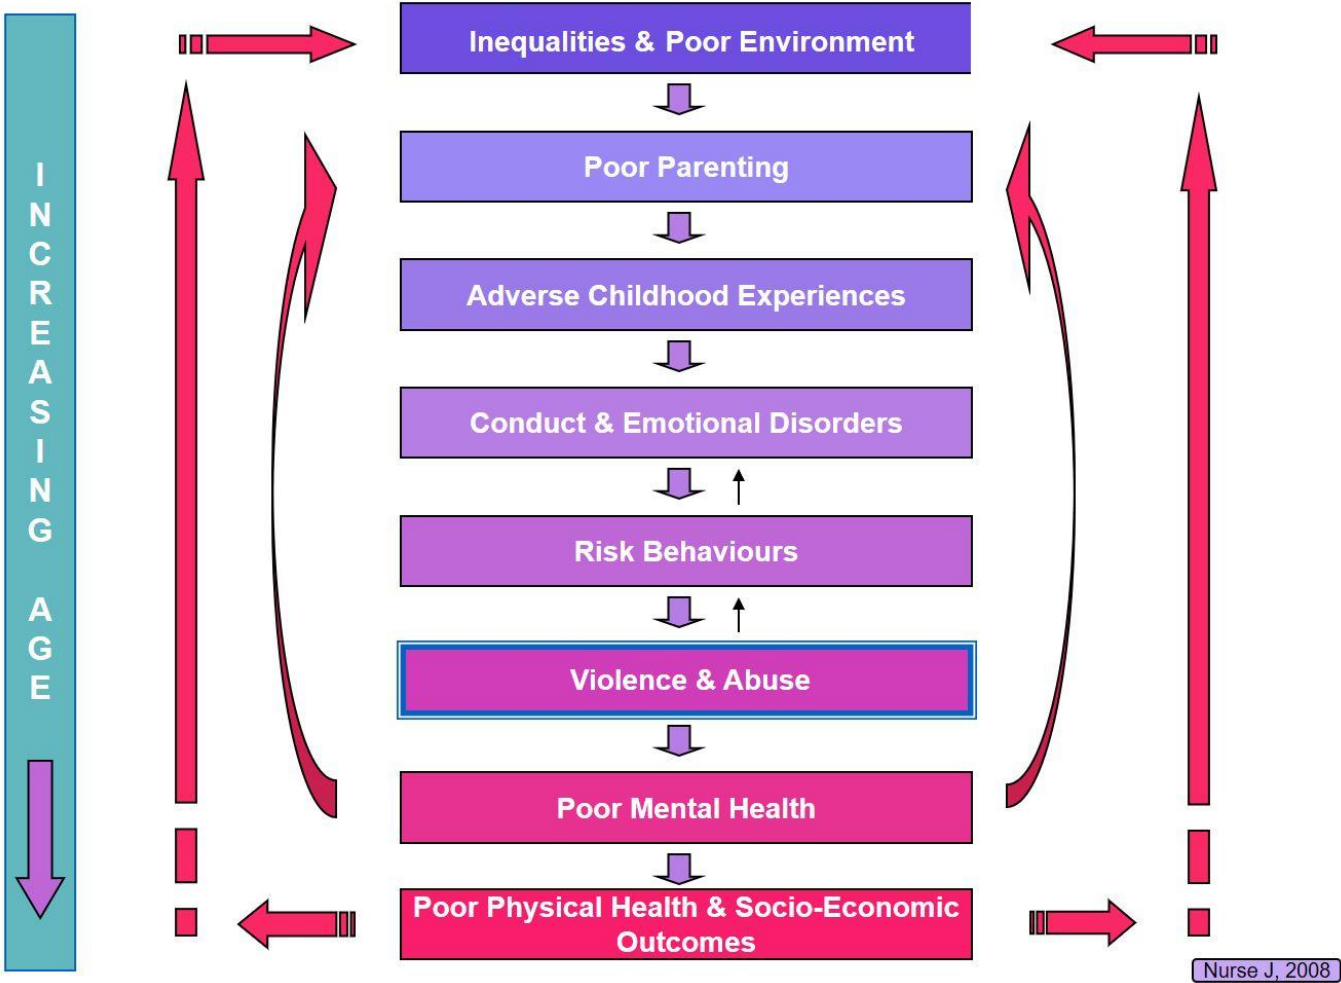 INCREASING AGE
Inequalities & Poor Environment
Poor Parenting
Adverse Childhood Experiences
Conduct & Emotional Disorders
Risk Behaviours
Violence & Abuse
Poor Mental Health
Poor Physical Health & Socio-Economic
Outcomes
Nurse J, 2008